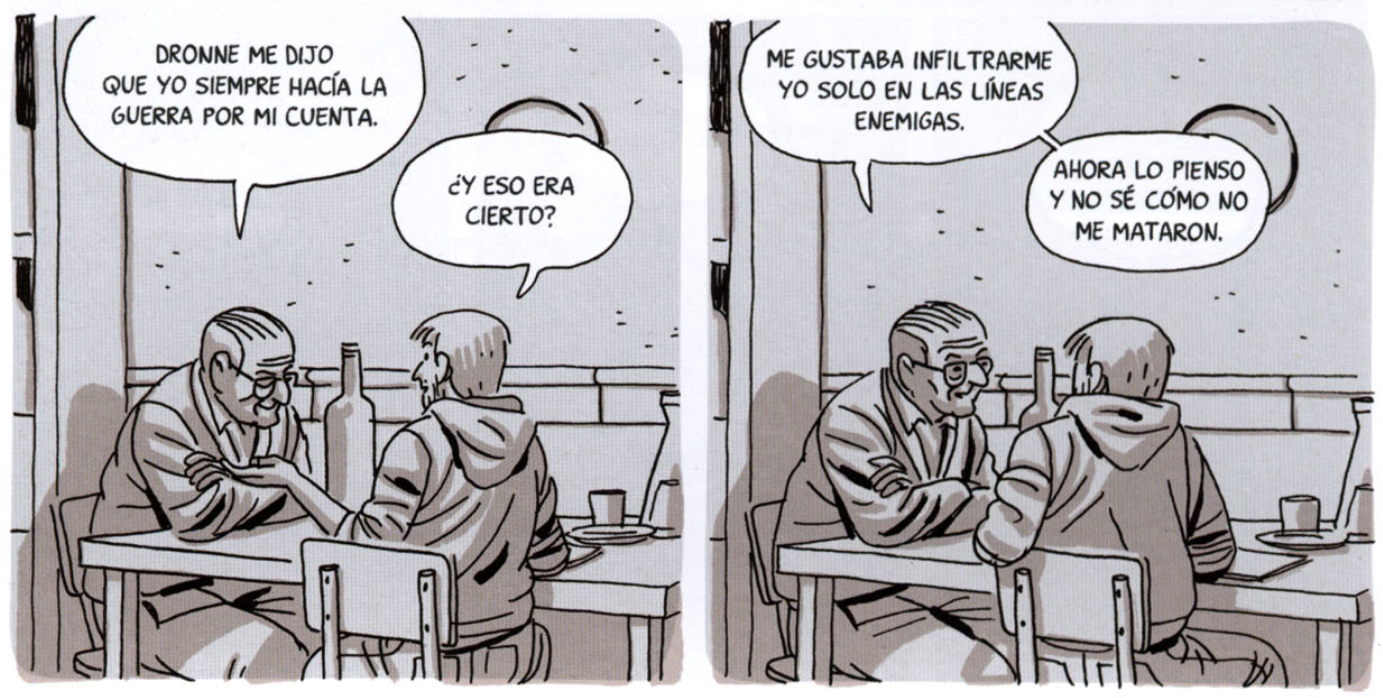 DRONNE ME DIJO
QUE YO SIEMPRE HACÍA LA
GUERRA POR MI CUENTA.
¿Y ESO ERA
CIERTO?
ME GUSTABA INFILTRARME
YO SOLO EN LAS LÍNEAS
ENEMIGAS.
AHORA LO PIENSO
Y NO SÉ CÓMO NO
ME MATARON.